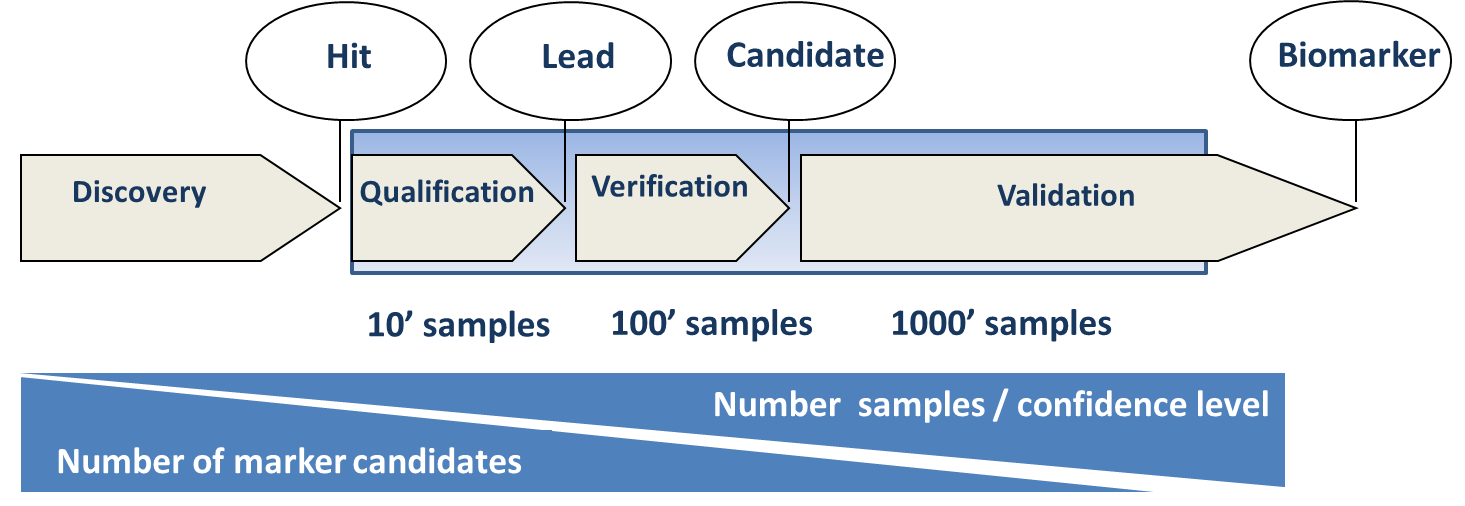 Hit
Lead
Candidate
Biomarker
Discovery
Qualification
Verification
Validation
10’ samples
100’ samples
1000’ samples
Number samples / confidence level
Number of marker candidates